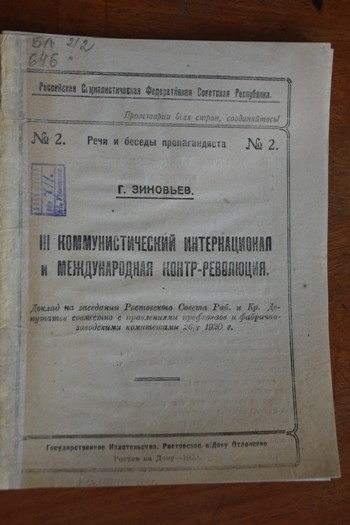 БЛ 2/2
646
Российская Социалистическая Федеративная Советская Республика.
Пролетарии всех стран, соединяйтесь!
№ 2. Речи и беседы пропагандиста № 2.
Г. ЗИНОВЬЕВ.
III КОММУНИСТИЧЕСКИЙ ИНТЕРНАЦИОНАЛ
и МЕЖДУНАРОДНАЯ КОНТР-РЕВОЛЮЦИЯ.
Доклад на заседании Ростовского Совета Раб. и Кр. Де-
путатов совместно с правлениями профсоюзов и фабрично-
заводскими комитетами 26/V 1920 г.
Государственное Издательство. Ростовское н/Дону Отделение
Ростов на Дону